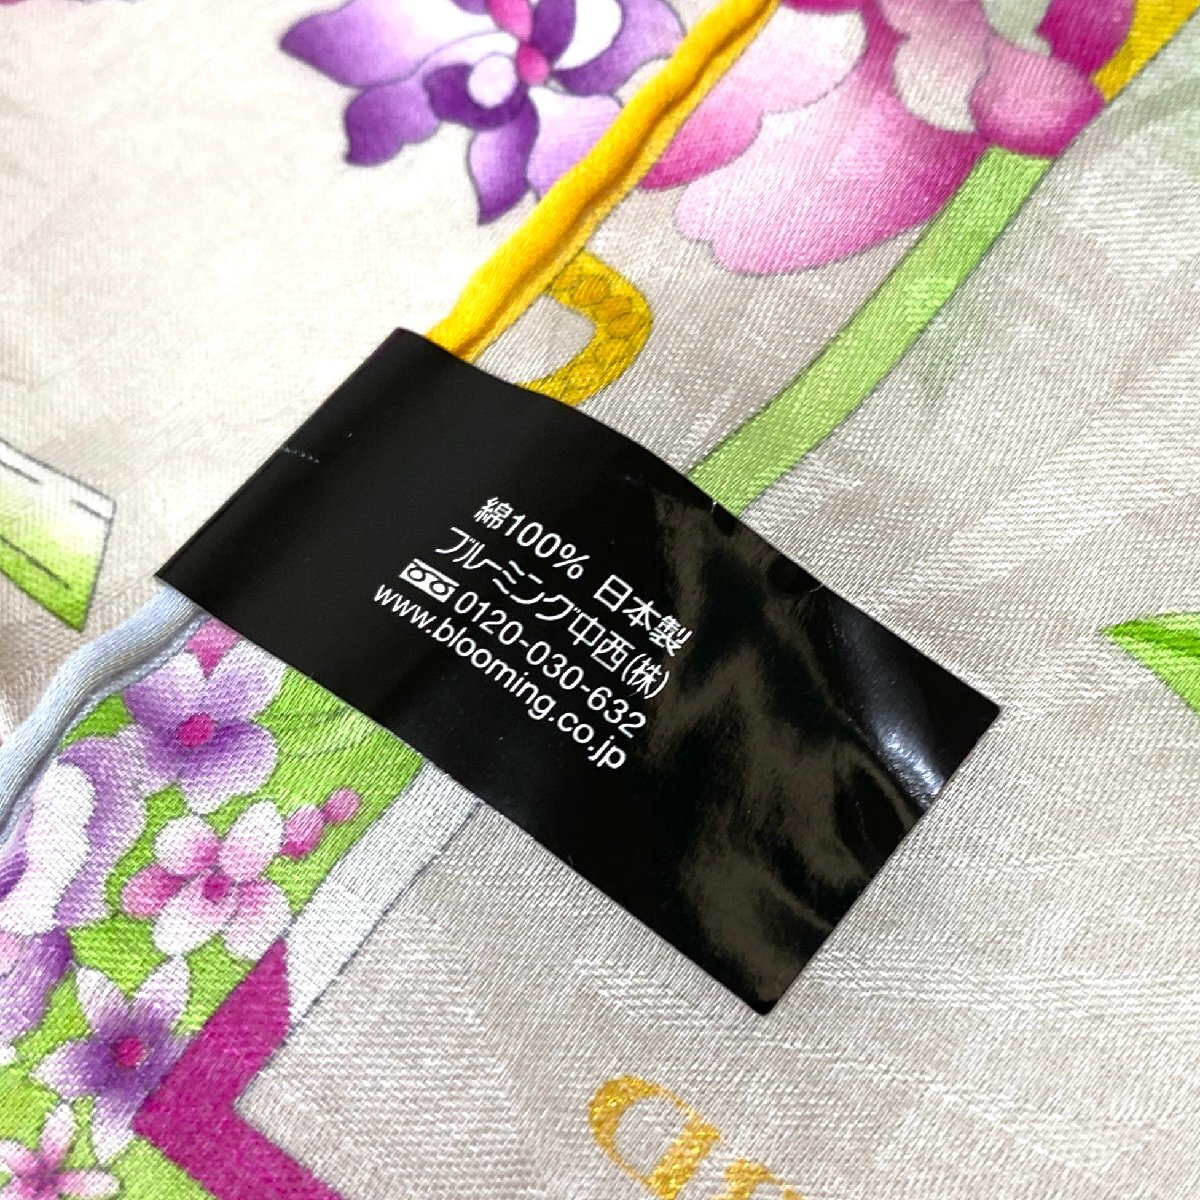 綿100% 日本製
ブルーミング中西(株)
0120-030-632
www.blooming.co.jp